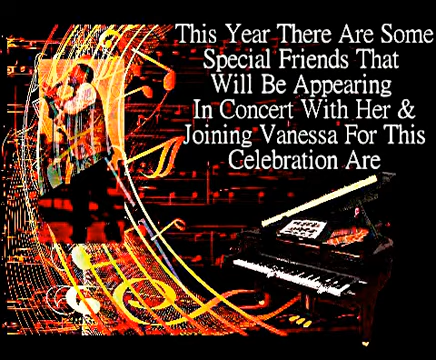 This Year There Are Some
Special Friends That
Will Be Appearing
In Concert With Her &
Joining Vanessa For This
Celebration Are